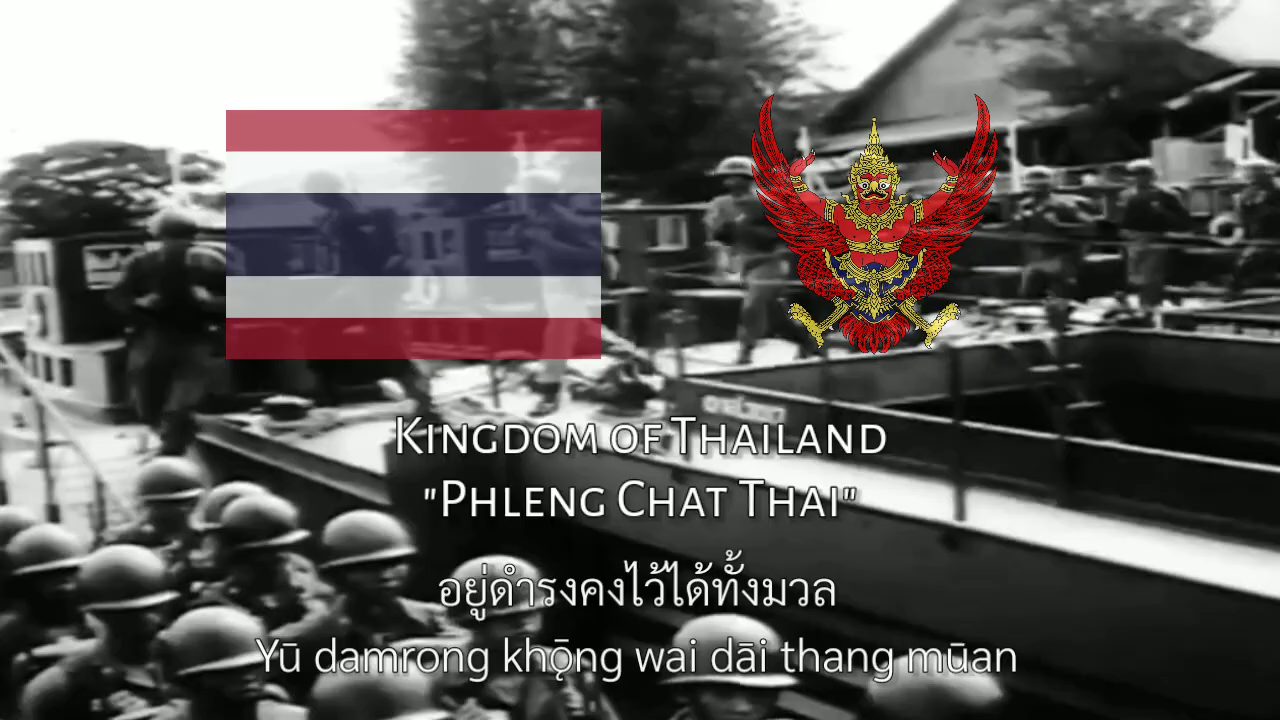 Kingdom of Thailand
"Phleng Chat Thai"
อยู่ดำรงคงไว้ได้ทั้งมวล
Yū damrong khō̜ng wai dāi thang mūan